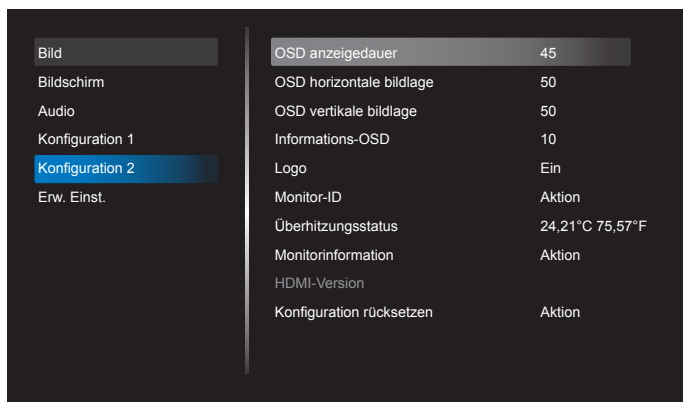 Bild
Bildschirm
Audio
Konfiguration 1
Konfiguration 2
Erw. Einst.
OSD anzeigedauer 45
OSD horizontale bildlage 50
OSD vertikale bildlage 50
Informations-OSD 10
Logo Ein
Monitor-ID Aktion
Überhitzungsstatus 24,21°C 75,57°F
Monitorinformation Aktion
HDMI-Version
Konfiguration rücksetzen Aktion